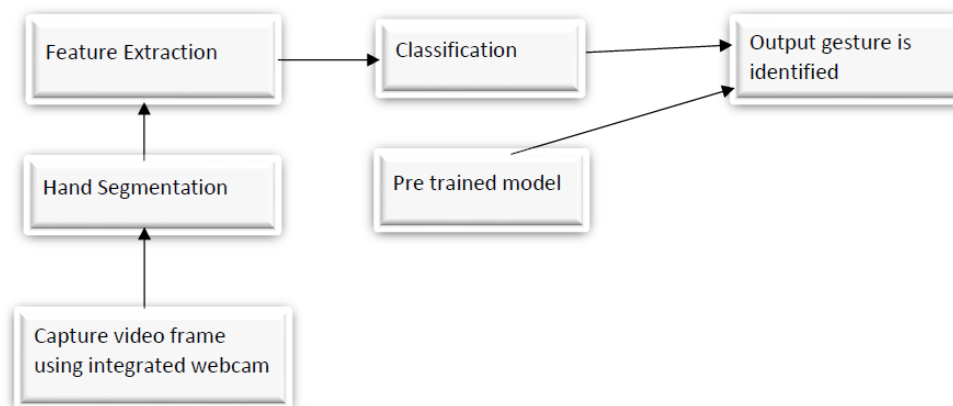 Feature Extraction
Classification
Output gesture is
identified
Hand Segmentation
Pre trained model
Capture video frame
using integrated webcam